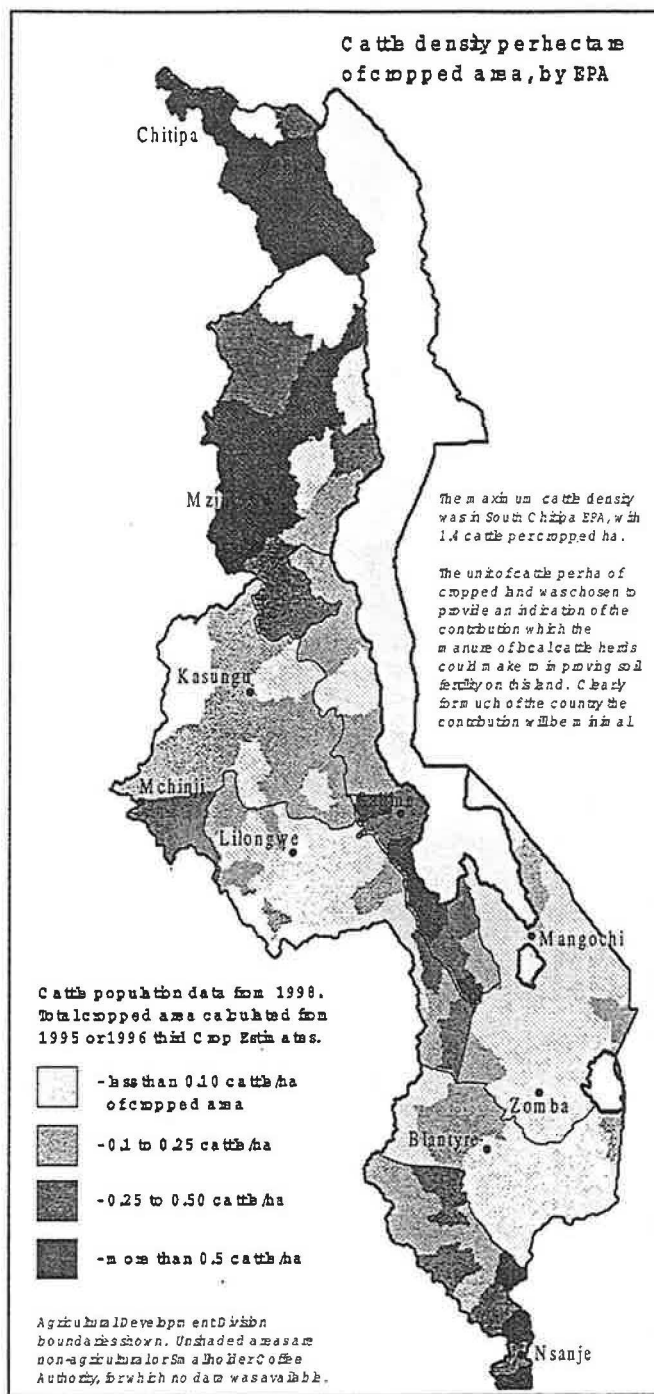 Cattle density per hectare
of cropped area, by EPA
Chitipa
The maximum cattle density
was in South Chitipa EPA, with
1.4 cattle per cropped ha.
Mzimba
The unit of cattle per ha of
cropped land was chosen to
provide an indication of the
contribution which the
manure of local cattle herds
could make to improving soil
fertility on this land. Clearly
for much of the country the
contribution will be minimal.
Kasungu
Mchinji
Salima
Lilongwe
Mangochi
Cattle population data from 1998.
Total cropped area calculated from
1995 or 1996 third Crop Estimates.
- less than 0.10 cattle/ha
of cropped area
Zomba
- 0.1 to 0.25 cattle/ha
Blantyre
- 0.25 to 0.50 cattle/ha
- more than 0.5 cattle/ha
Agricultural Development Division
boundaries shown. Unshaded areas are
non-agricultural or Smallholder Coffee
Authority, for which no data was available.
Nsanje